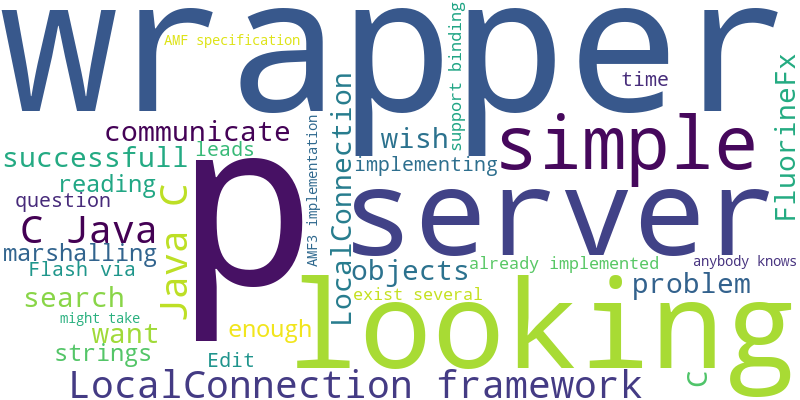 wrapper
AMF specification
support binding
time
FluorineFx
communicate
wish
simple
successfull
leads
implementing
reading
question
p
server
C Java
Java C
AMF3 implementation
LocalConnection
marshalling
objects
already implemented
anybody knows
Flash via
search
exist several
problem
might take
want
enough
looking
strings
Edit
C
LocalConnection framework